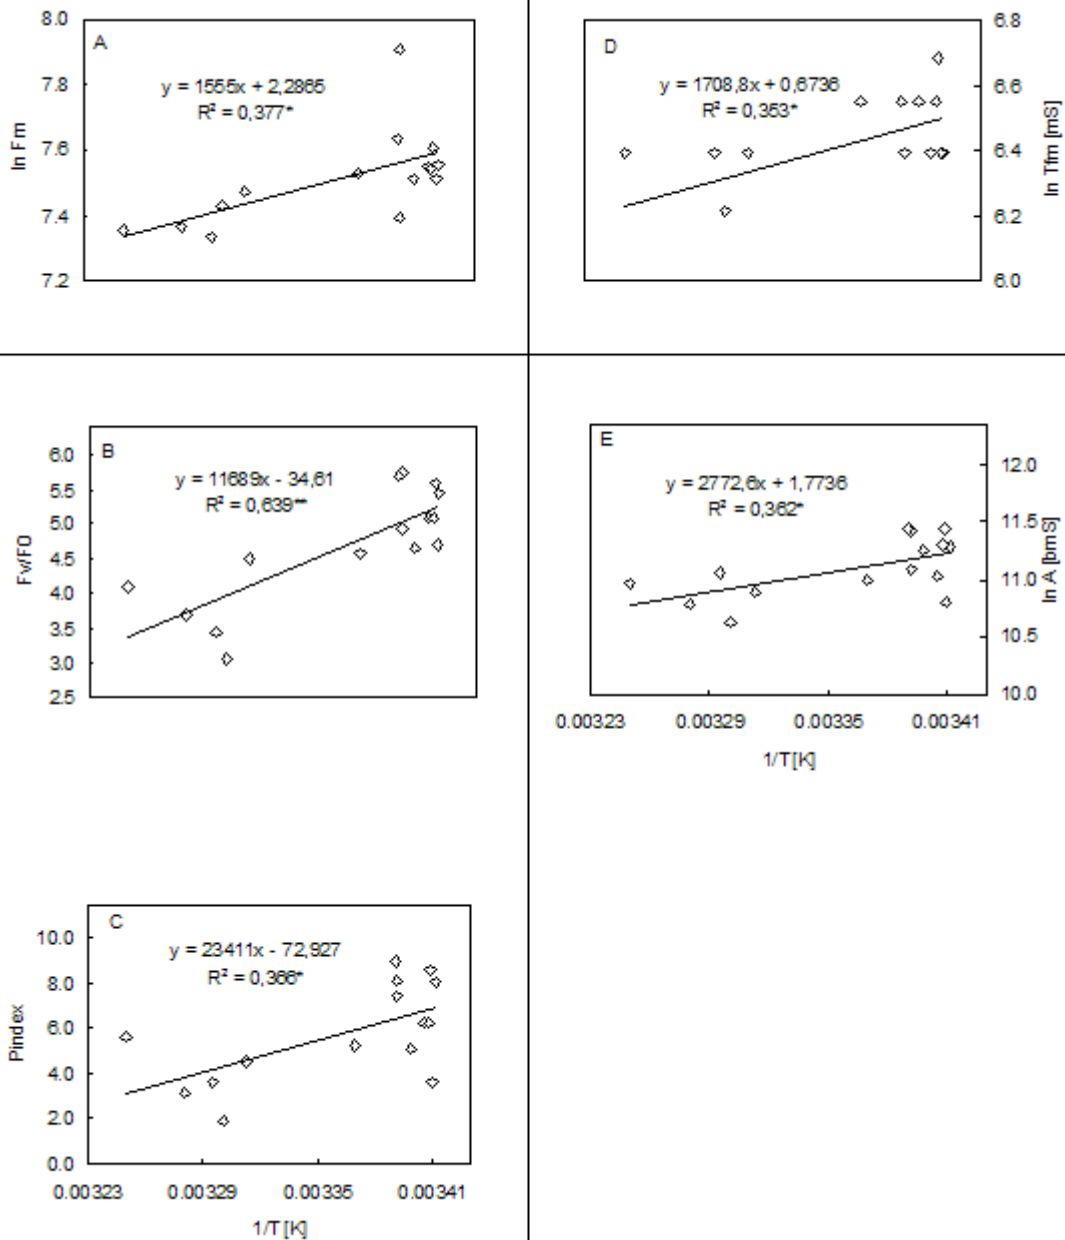 A
y = 1555x + 2,2865
R² = 0,377*
8.0
7.8
7.6
7.4
7.2
ln Fm
D
y = 1708,8x + 0,6736
R² = 0,353*
6.8
6.6
6.4
6.2
6.0
ln Tfm [mS]
B
y = 11689x - 34,61
R² = 0,639**
6.0
5.5
5.0
4.5
4.0
3.5
3.0
2.5
Fv/F0
E
y = 2772,6x + 1,7736
R² = 0,362*
12.0
11.5
11.0
10.5
10.0
ln A [bmS]
0.00323 0.00329 0.00335 0.00341
1/T[K]
C
y = 23411x - 72,927
R² = 0,366*
10.0
8.0
6.0
4.0
2.0
0.0
Pindex
0.00323 0.00329 0.00335 0.00341
1/T [K]